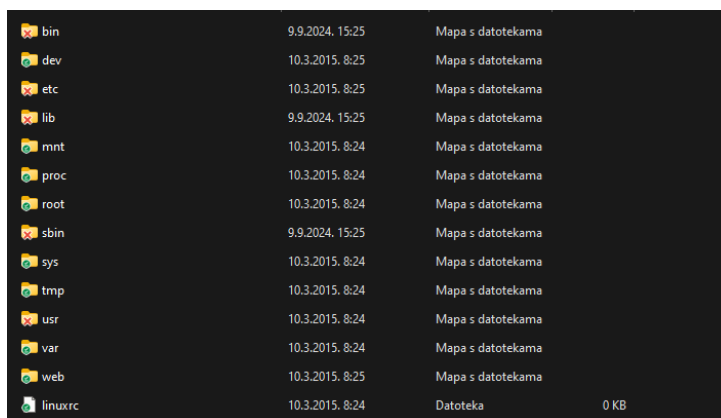 bin 9.9.2024. 15:25 Mapa s datotekama
dev 10.3.2015. 8:25 Mapa s datotekama
etc 10.3.2015. 8:25 Mapa s datotekama
lib 9.9.2024. 15:25 Mapa s datotekama
mnt 10.3.2015. 8:24 Mapa s datotekama
proc 10.3.2015. 8:24 Mapa s datotekama
root 10.3.2015. 8:24 Mapa s datotekama
sbin 9.9.2024. 15:25 Mapa s datotekama
sys 10.3.2015. 8:24 Mapa s datotekama
tmp 10.3.2015. 8:24 Mapa s datotekama
usr 10.3.2015. 8:24 Mapa s datotekama
var 10.3.2015. 8:24 Mapa s datotekama
web 10.3.2015. 8:25 Mapa s datotekama
linuxrc 10.3.2015. 8:24 Datoteka 0 KB